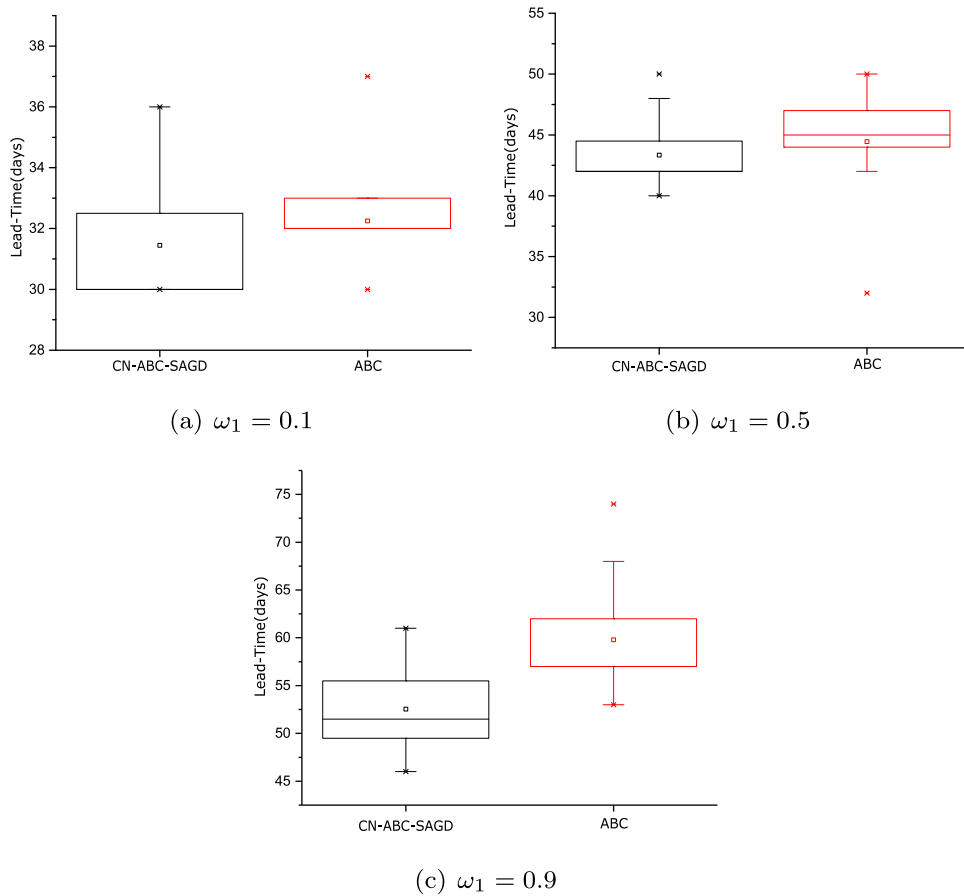 38
36
34
32
30
28
Lead-Time(days)
CN-ABC-SAGD ABC
(a) ω₁ = 0.1
55
50
45
40
35
30
Lead-Time(days)
CN-ABC-SAGD ABC
(b) ω₁ = 0.5
75
70
65
60
55
50
45
Lead-Time(days)
CN-ABC-SAGD ABC
(c) ω₁ = 0.9